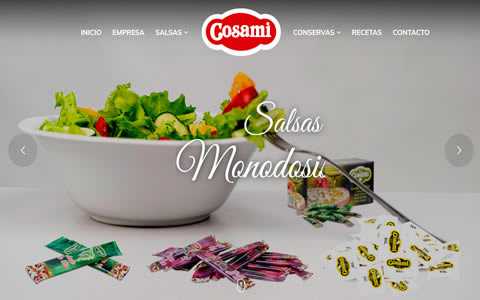 INICIO EMPRESA SALSAS
Cosami
CONSERVAS RECETAS CONTACTO
Salsas
Monodosis